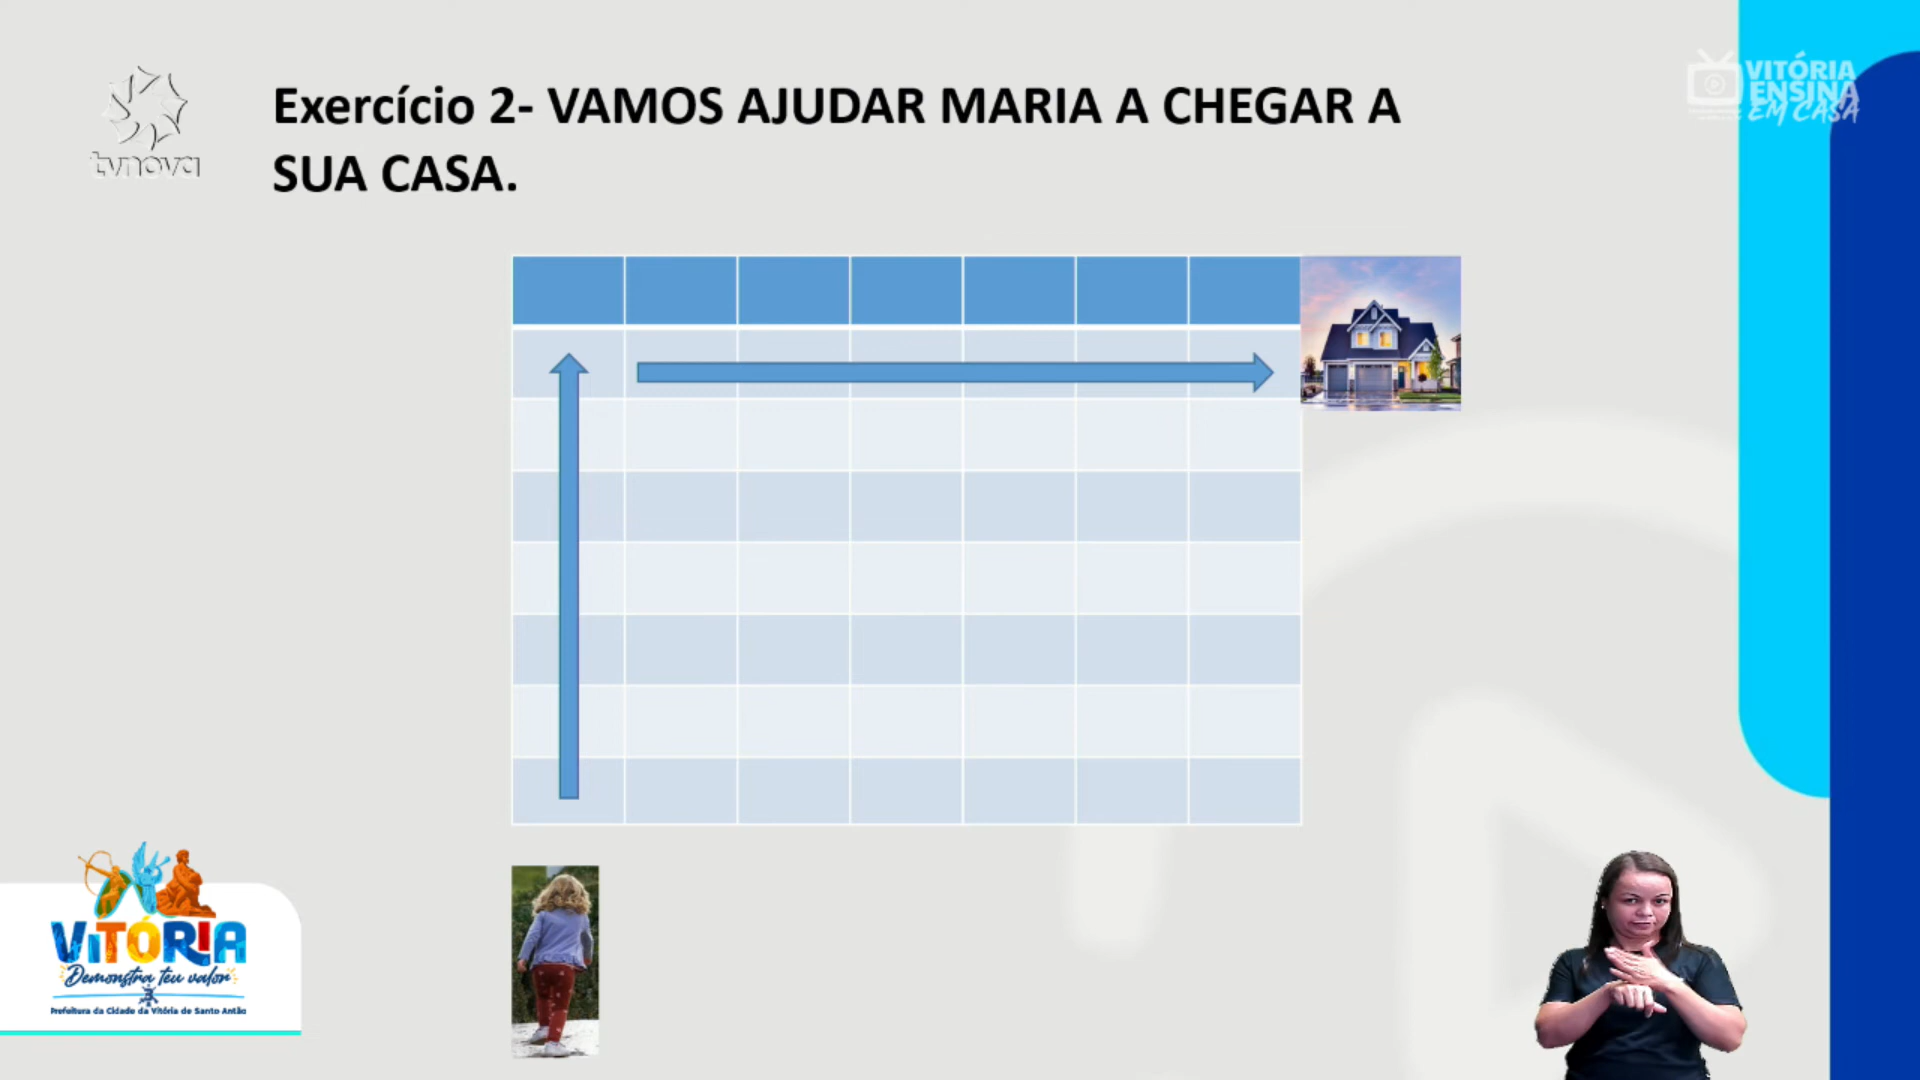 tvnova
Exercício 2- VAMOS AJUDAR MARIA A CHEGAR A
SUA CASA.
VITÓRIA
ENSINA
EM CASA
VITÓRIA
Demonstra teu valor
Prefeitura da Cidade da Vitória de Santo Antão